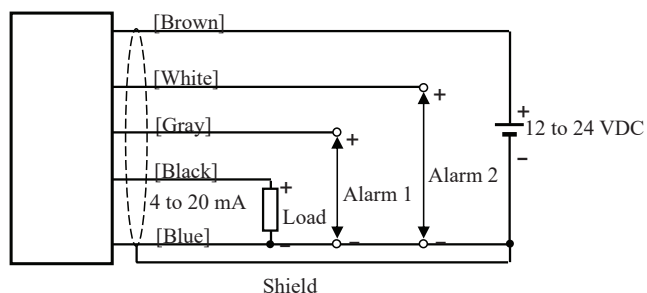 [Brown]
[White]
+
[Gray]
+
+
12 to 24 VDC
−
[Black]
+
4 to 20 mA
Load
Alarm 1
Alarm 2
[Blue]
−
−
−
Shield